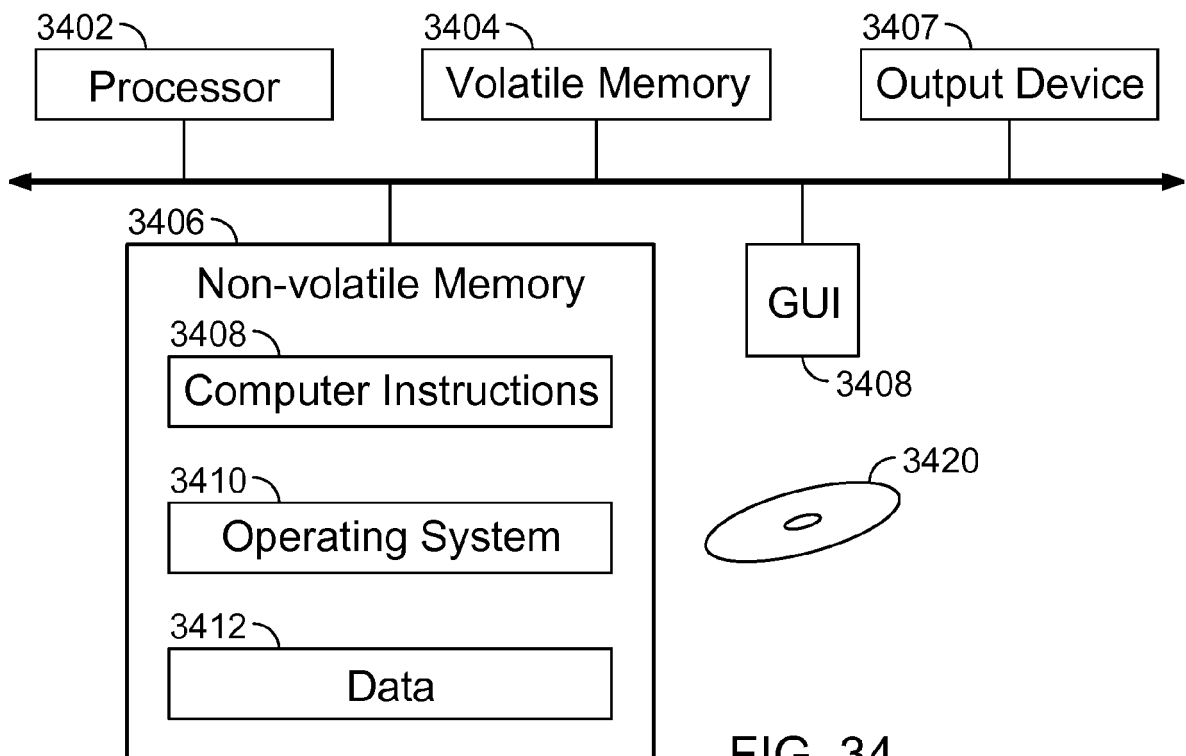 3402
Processor
3404
Volatile Memory
3407
Output Device
3406
Non-volatile Memory
3408
Computer Instructions
3410
Operating System
3412
Data
GUI
3408
3420
FIG. 34